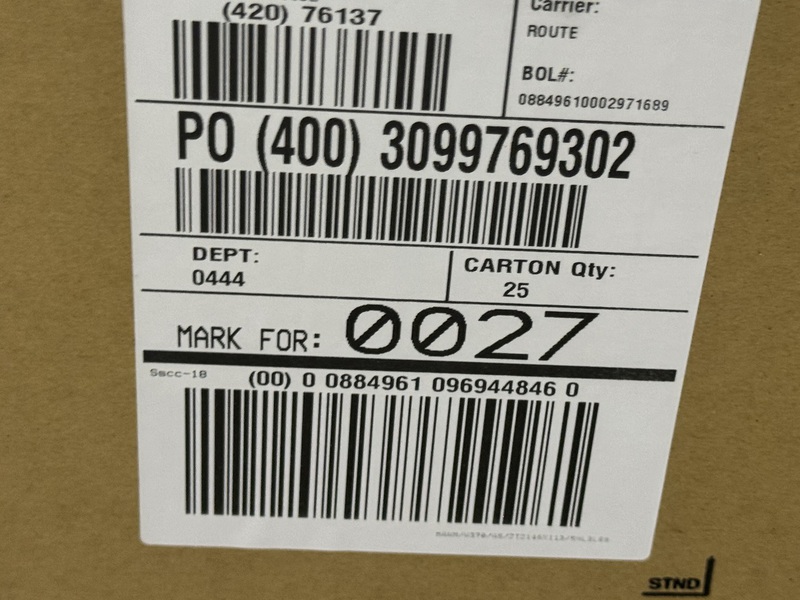 (420) 76137
Carrier:
ROUTE
BOL#:
08849610002971689
PO (400) 3099769302
DEPT:
0444
CARTON Qty:
25
MARK FOR: 0027
Sscc-18
(00) 0 0884961 096944846 0
STND